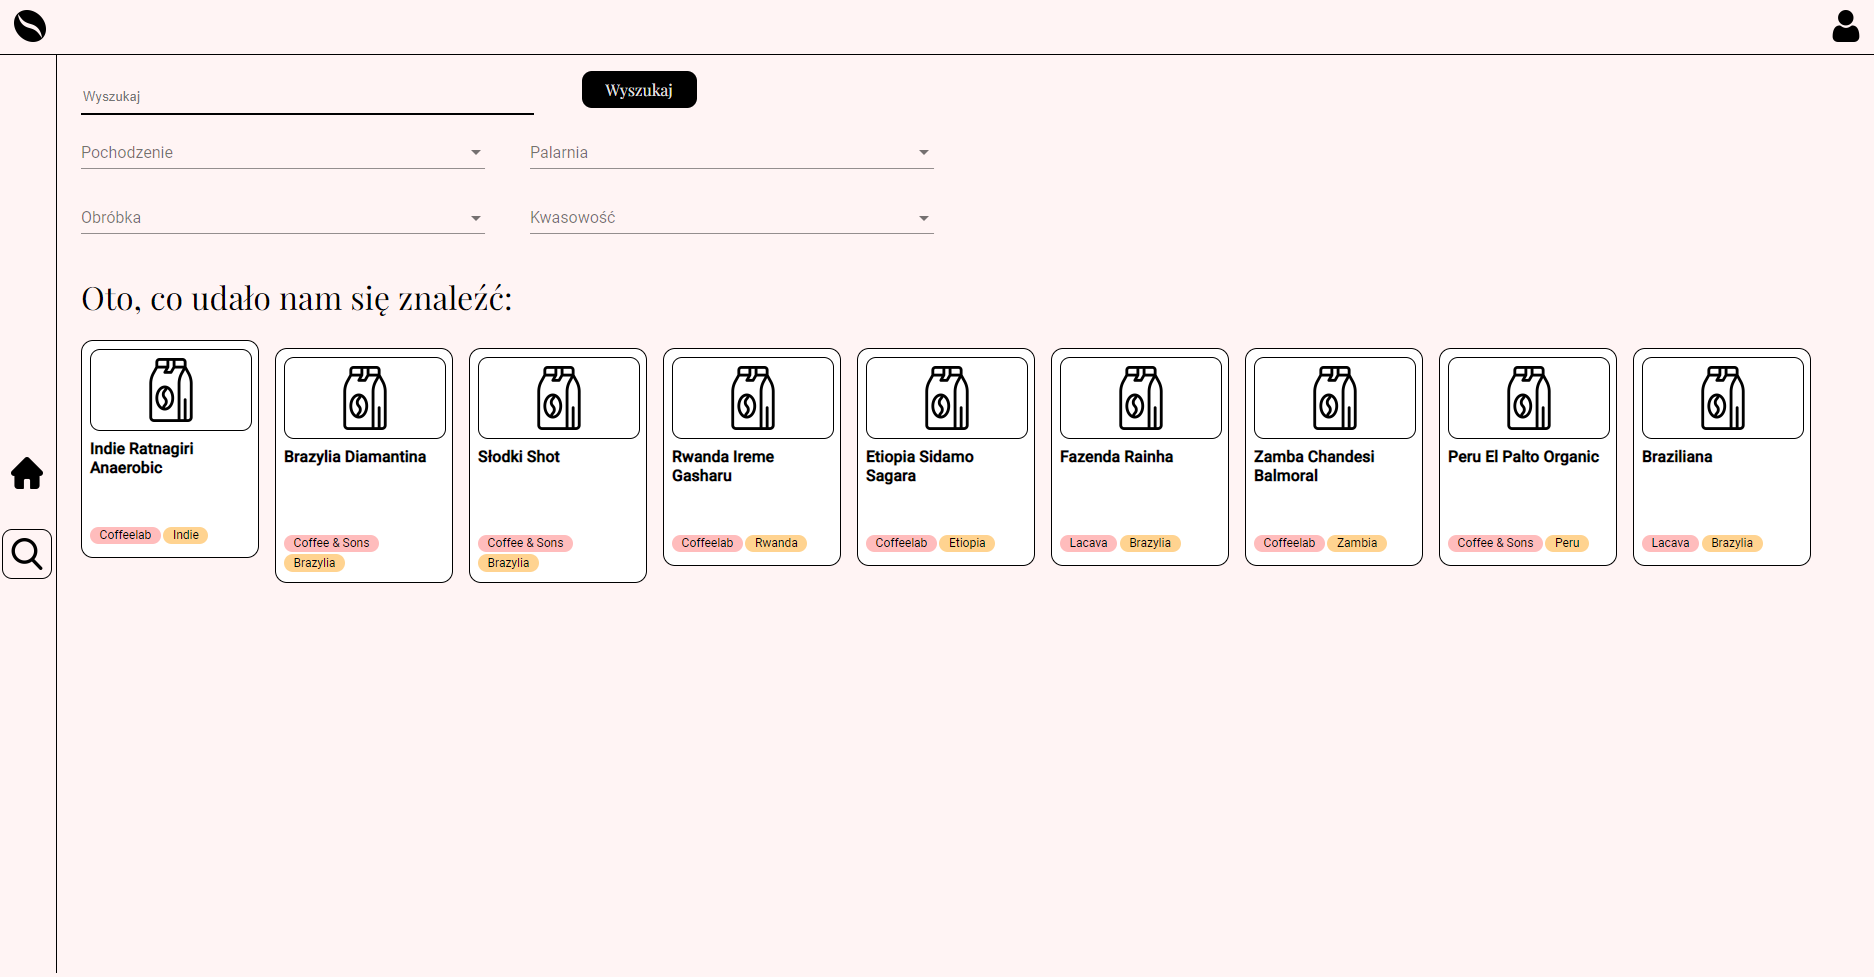 Wyszukaj
Wyszukaj
Pochodzenie
Palarnia
Obróbka
Kwasowość
Oto, co udało nam się znaleźć:
Indie Ratnagiri
Anaerobic
Coffeelab Indie
Brazylia Diamantina
Coffee & Sons
Brazylia
Słodki Shot
Coffee & Sons
Brazylia
Rwanda Ireme
Gasharu
Coffeelab Rwanda
Etiopia Sidamo
Sagara
Coffeelab Etiopia
Fazenda Rainha
Lacava Brazylia
Zamba Chandesi
Balmoral
Coffeelab Zambia
Peru El Palto Organic
Coffee & Sons Peru
Braziliana
Lacava Brazylia